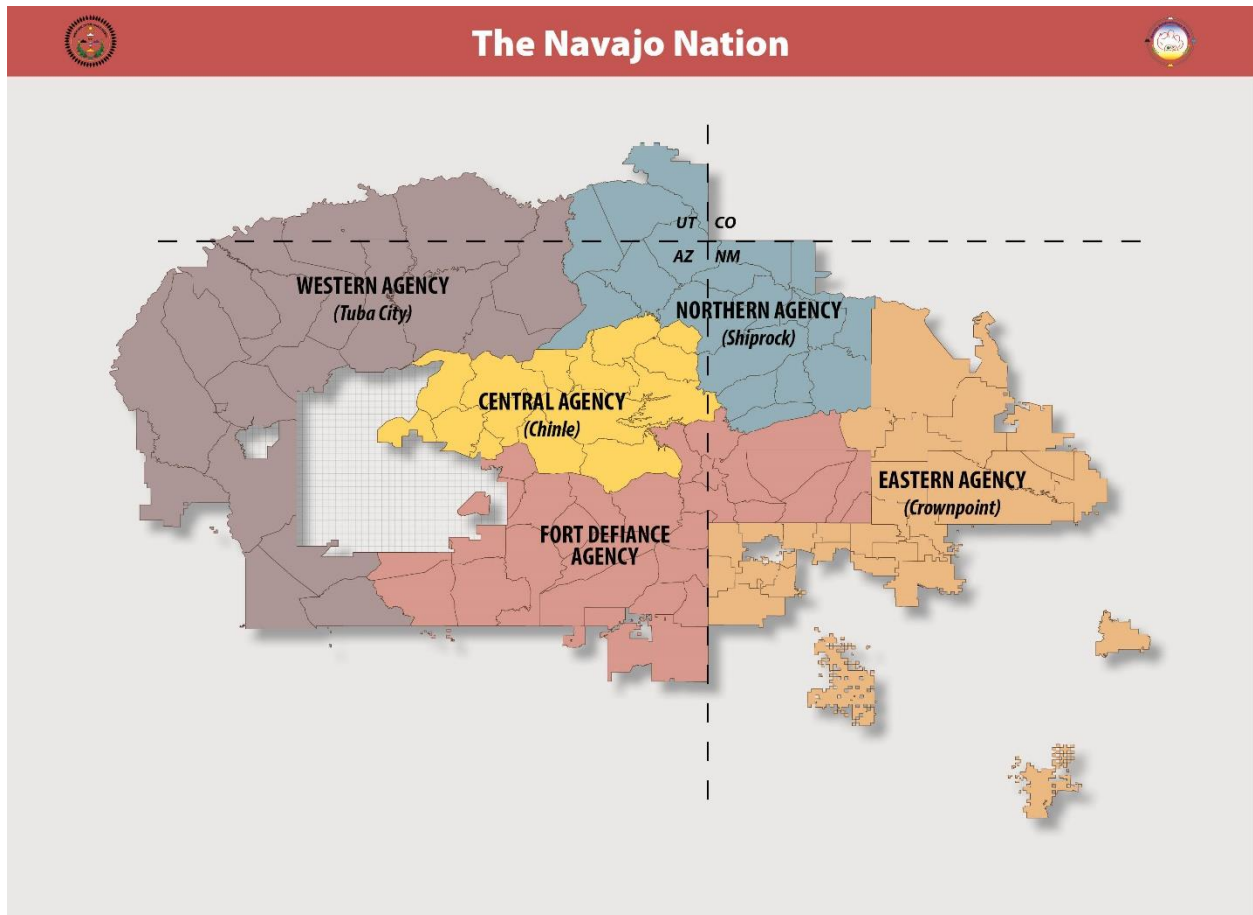 The Navajo Nation
UT CO
AZ NM
WESTERN AGENCY
(Tuba City)
NORTHERN AGENCY
(Shiprock)
CENTRAL AGENCY
(Chinle)
EASTERN AGENCY
(Crownpoint)
FORT DEFIANCE
AGENCY